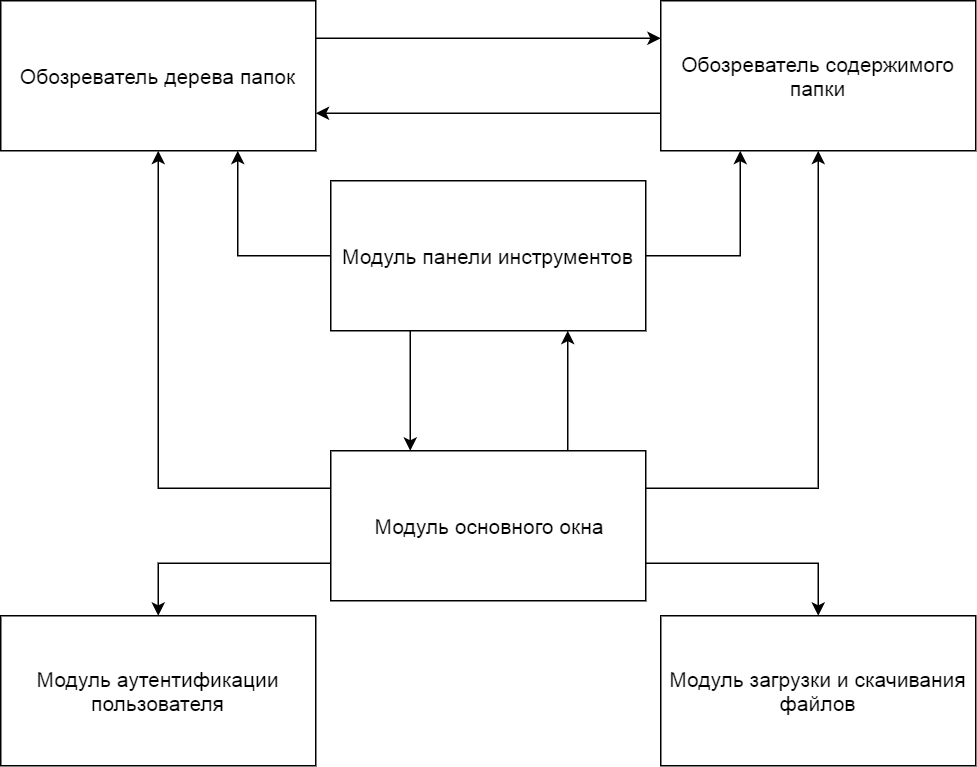 Обозреватель дерева папок
Обозреватель содержимого
папки
Модуль панели инструментов
Модуль основного окна
Модуль аутентификации
пользователя
Модуль загрузки и скачивания
файлов